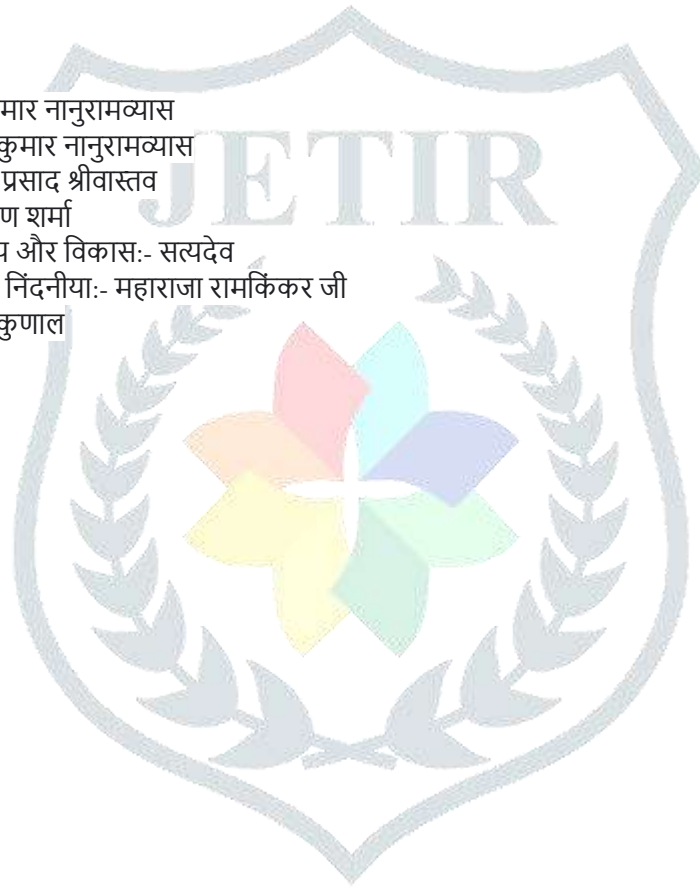 मार नानुरामव्यास
कुमार नानुरामव्यास
प्रसाद श्रीवास्तव
ण शर्मा
य और विकास:- सत्यदेव
निंदनीया:- महाराजा रामकिंकर जी
कुणाल
JETIR